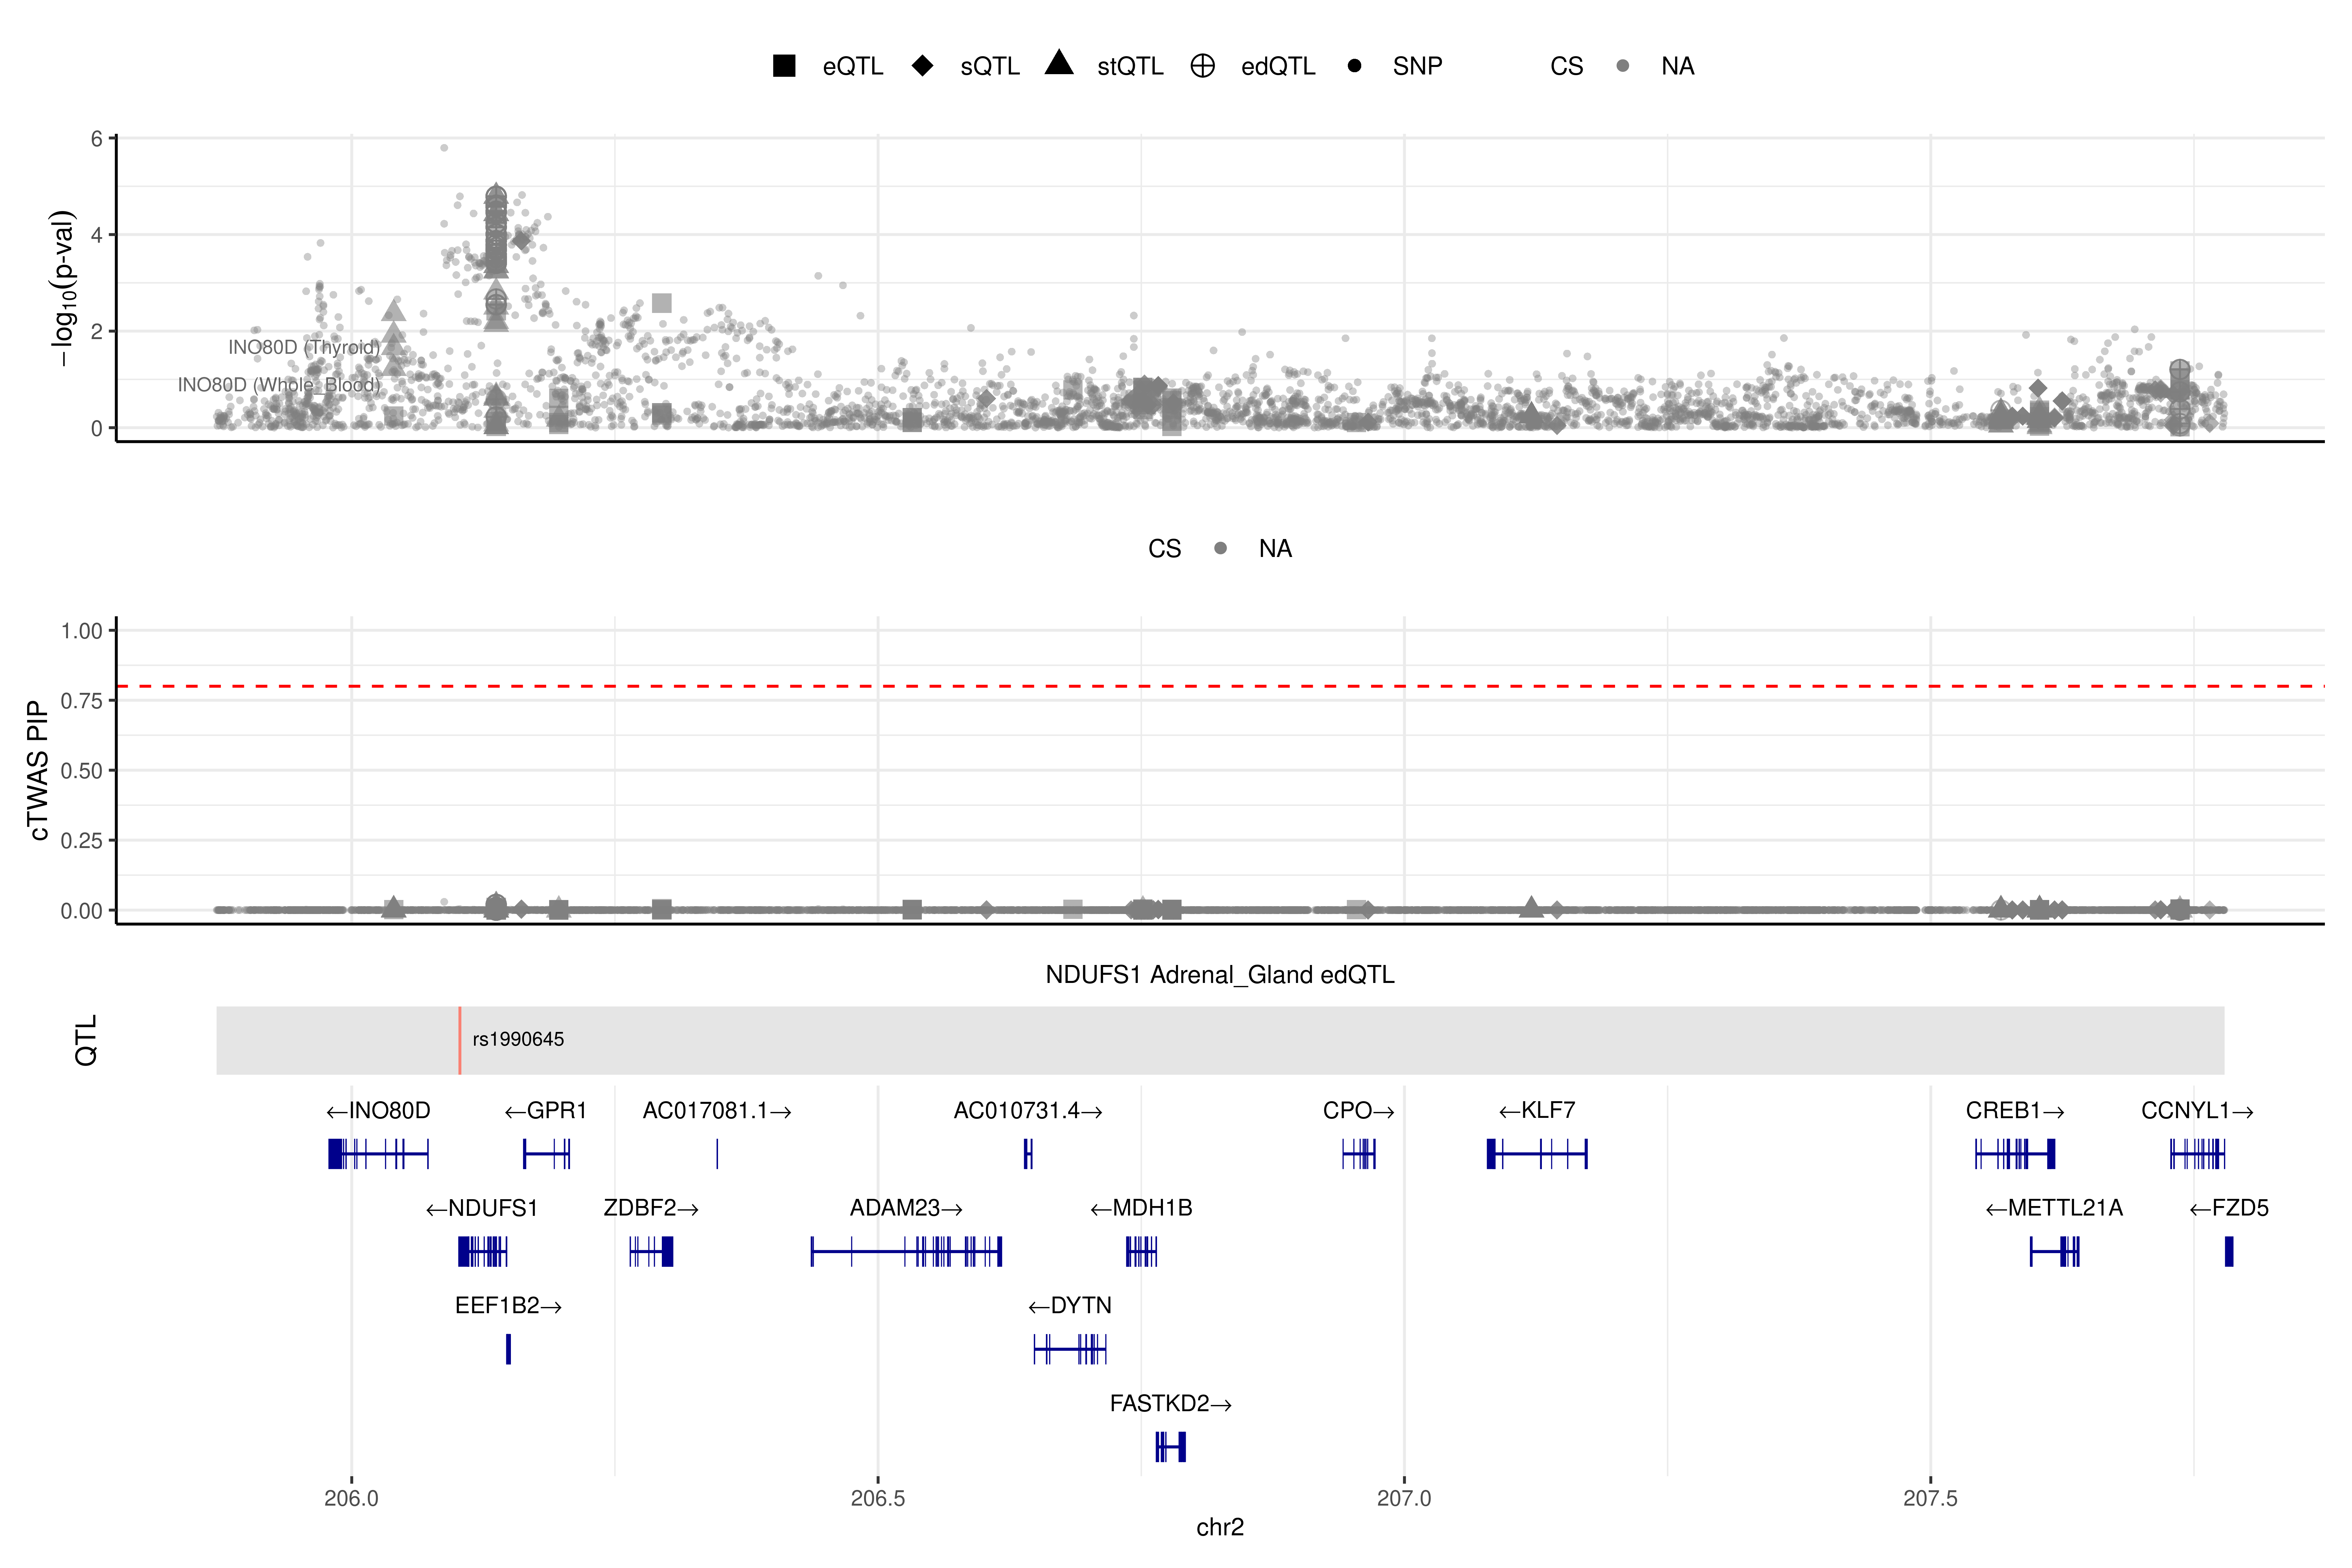 eQTL sQTL stQTL edQTL SNP CS NA
6
4
2
0
−log10(p-val)
INO80D (Thyroid)
INO80D (Whole_Blood)
CS NA
1.00
0.75
0.50
0.25
0.00
cTWAS PIP
NDUFS1 Adrenal_Gland edQTL
QTL
rs1990645
←INO80D ←GPR1 AC017081.1→ AC010731.4→ CPO→ ←KLF7 CREB1→ CCNYL1→
←NDUFS1 ZDBF2→ ADAM23→ ←MDH1B ←METTL21A ←FZD5
EEF1B2→ ←DYTN
FASTKD2→
206.0 206.5 207.0 207.5
chr2